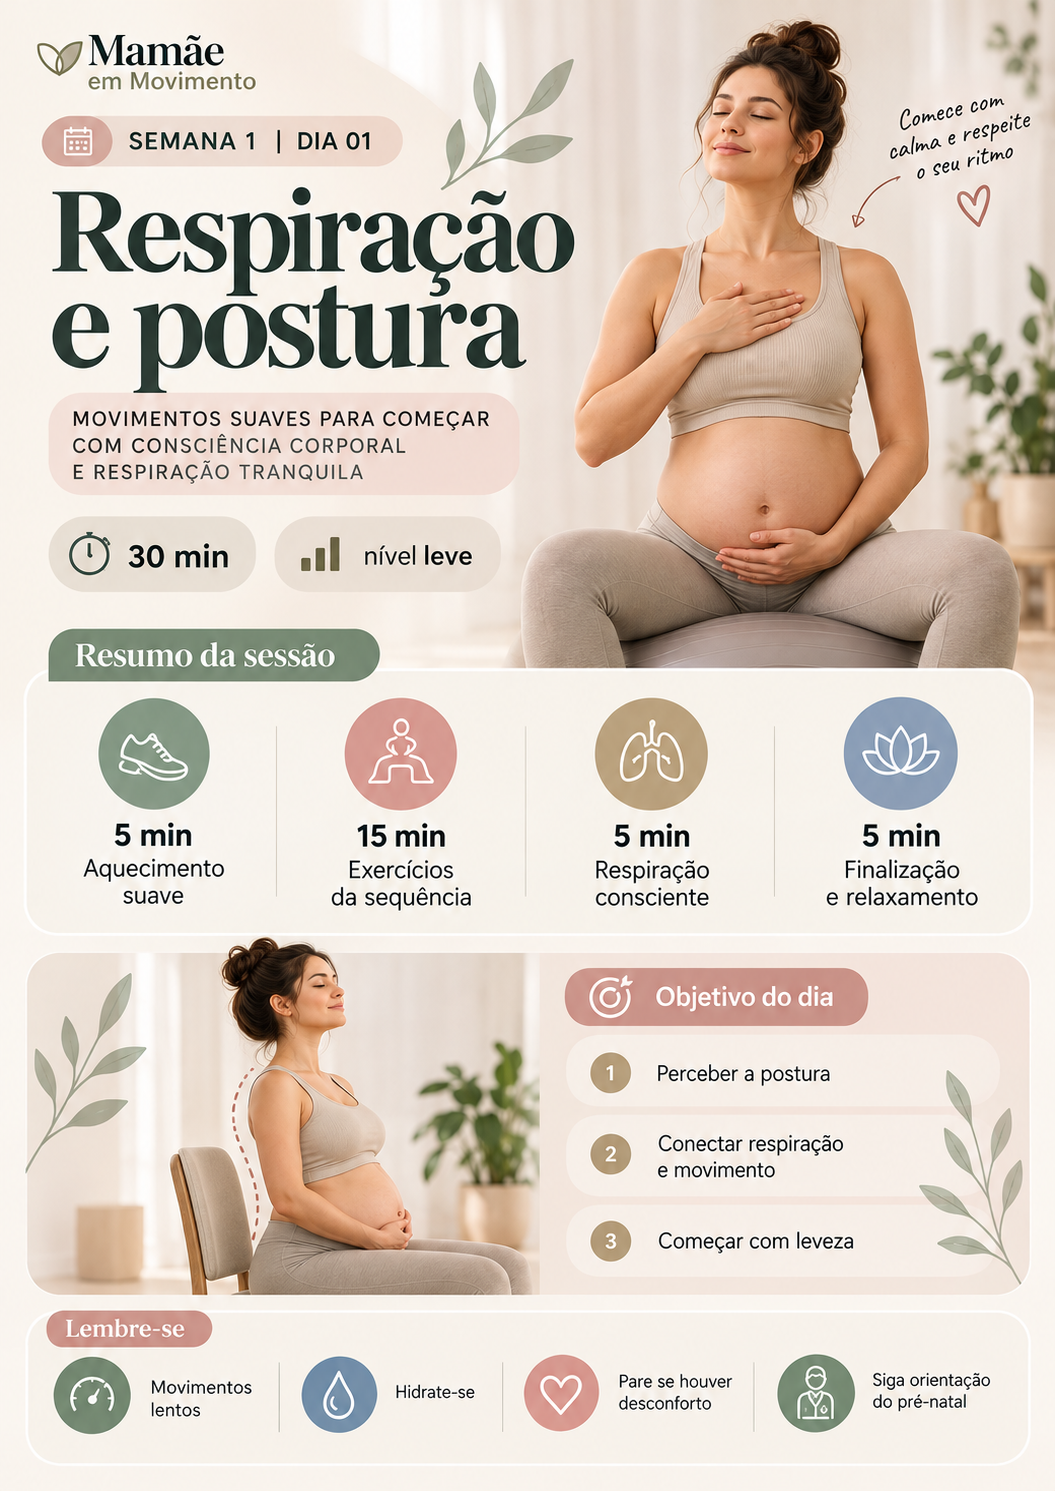 Mamãe
em Movimento
SEMANA 1 | DIA 01
Comece com
calma e respeite
o seu ritmo
Respiração
e postura
MOVIMENTOS SUAVES PARA COMEÇAR
COM CONSCIÊNCIA CORPORAL
E RESPIRAÇÃO TRANQUILA
30 min
nível leve
Resumo da sessão
5 min
Aquecimento
suave
15 min
Exercícios
da sequência
5 min
Respiração
consciente
5 min
Finalização
e relaxamento
Objetivo do dia
1 Perceber a postura
2 Conectar respiração
e movimento
3 Começar com leveza
Lembre-se
Movimentos
lentos
Hidrate-se
Pare se houver
desconforto
Siga orientação
do pré-natal